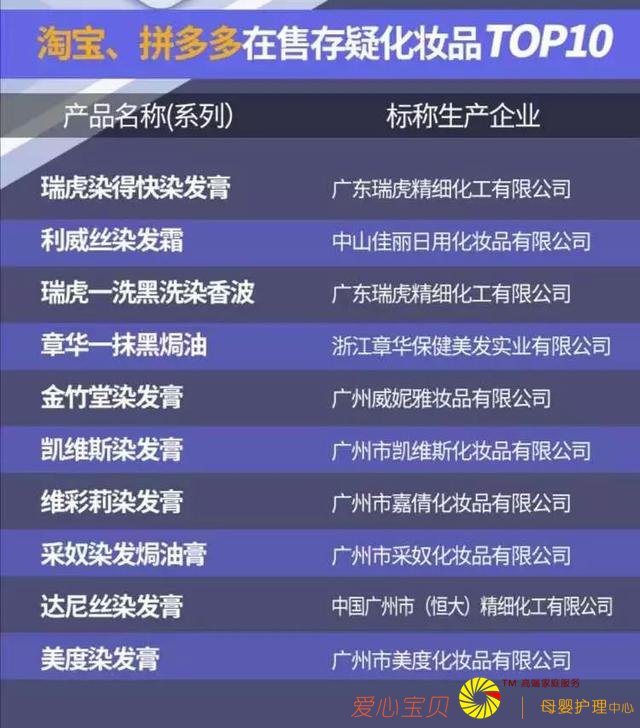 淘宝、拼多多在售存疑化妆品TOP10
产品名称(系列) 标称生产企业
瑞虎染得快染发膏 广东瑞虎精细化工有限公司
利威丝染发霜 中山佳丽日用化妆品有限公司
瑞虎一洗黑洗染香波 广东瑞虎精细化工有限公司
章华一抹黑焗油 浙江章华保健美发实业有限公司
金竹堂染发膏 广州威妮雅妆品有限公司
凯维斯染发膏 广州市凯维斯化妆品有限公司
维彩莉染发膏 广州市嘉倩化妆品有限公司
采奴染发焗油膏 广州市采奴化妆品有限公司
达尼丝染发膏 中国广州市（恒大）精细化工有限公司
美度染发膏 广州市美度化妆品有限公司
爱心宝贝 TM 高端家庭服务 母婴护理中心